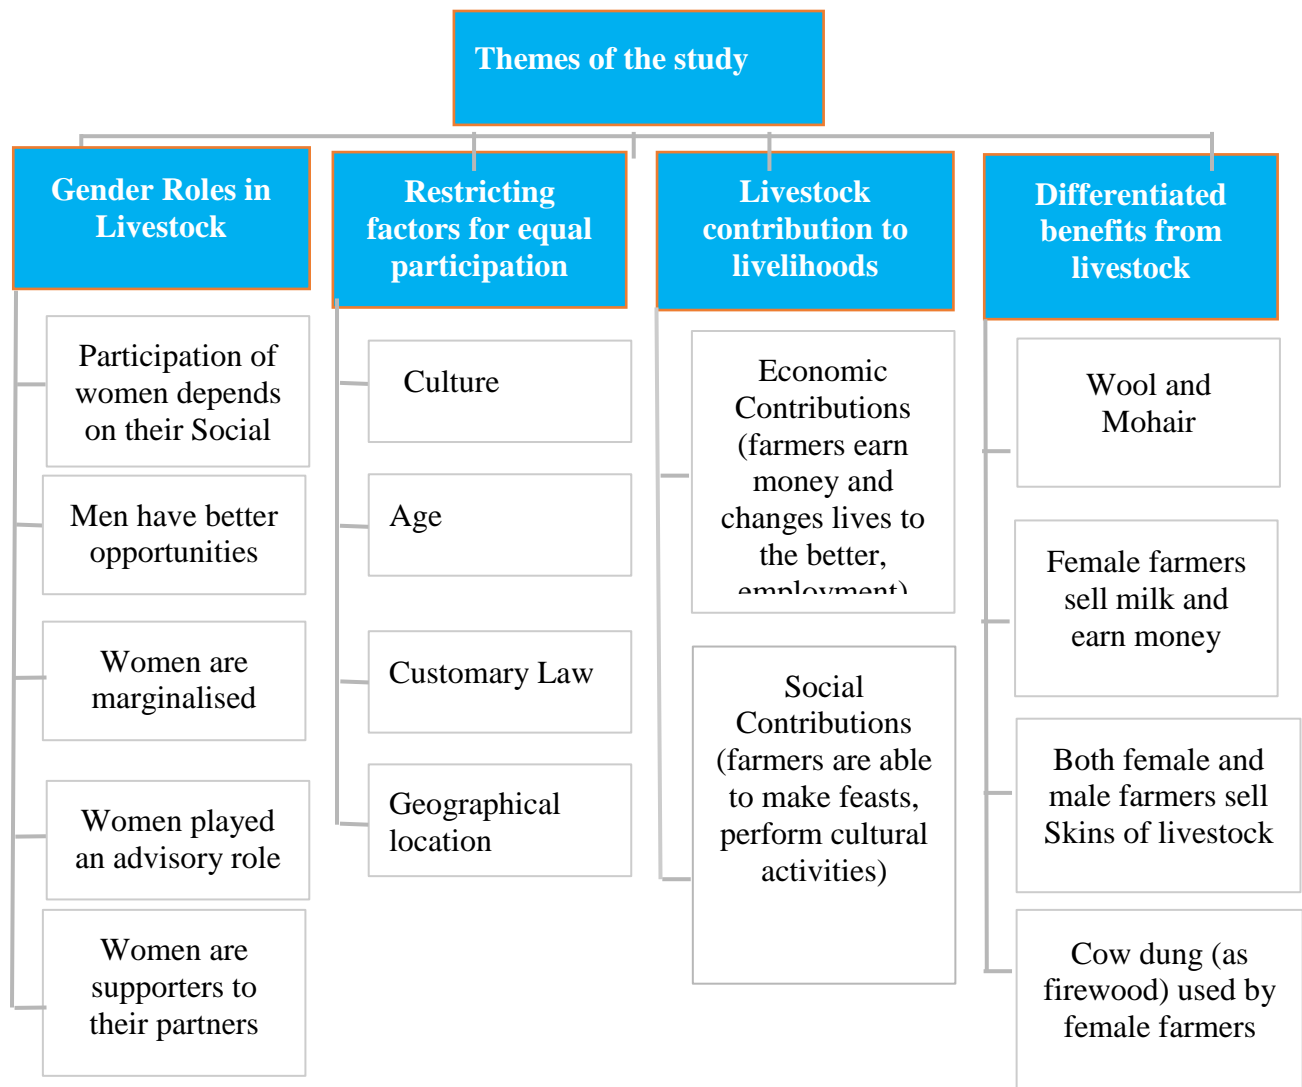 Themes of the study
Gender Roles in
Livestock
Participation of
women depends
on their Social
Men have better
opportunities
Women are
marginalised
Women played
an advisory role
Women are
supporters to
their partners
Restricting
factors for equal
participation
Culture
Age
Customary Law
Geographical
location
Livestock
contribution to
livelihoods
Economic
Contributions
(farmers earn
money and
changes lives to
the better,
employment)
Social
Contributions
(farmers are able
to make feasts,
perform cultural
activities)
Differentiated
benefits from
livestock
Wool and
Mohair
Female farmers
sell milk and
earn money
Both female and
male farmers sell
Skins of livestock
Cow dung (as
firewood) used by
female farmers